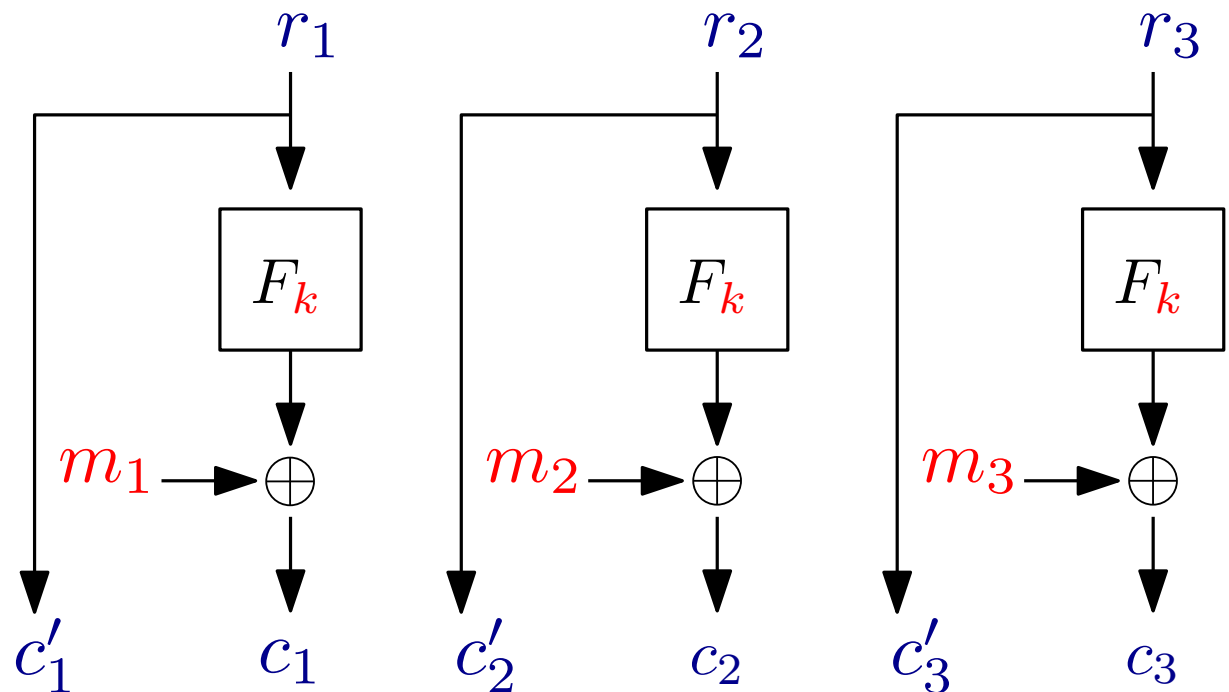 r₁ r₂ r₃
Fₖ Fₖ Fₖ
m₁ ⊕ m₂ ⊕ m₃ ⊕
c′₁ c₁ c′₂ c₂ c′₃ c₃